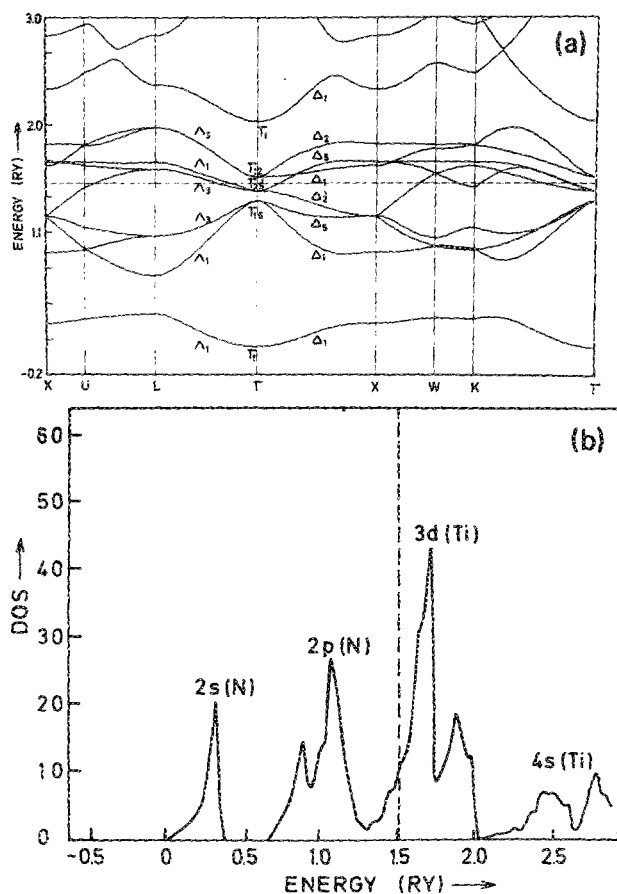 (a)
3.0
2.0
1.1
-0.2
ENERGY (RY)
Λ₃
Λ₁
Λ₃
Λ₃
Λ₁
Λ₁
Γ₁
Γ₁₂
Γ₁₅
Γ₁
Δ₁
Δ₂
Δ₅
Δ₁
Δ₂
Δ₅
Δ₁
Δ₁
X U L Γ X W K Γ
(b)
60
50
40
30
20
10
0
DOS
2s(N)
2p(N)
3d(Ti)
4s(Ti)
-0.5 0 0.5 1.0 1.5 2.0 2.5
ENERGY (RY)